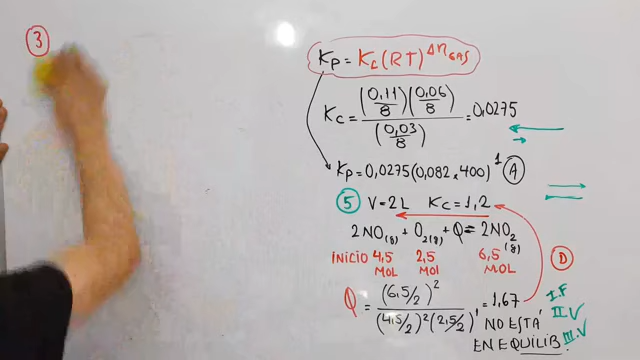 3
Kp = Kc(RT)^Δn GAS
Kc = (0,11/8)(0,06/8) / (0,03/8) = 0,0275
Kp = 0,0275(0,082 × 400)^1 A
5 V = 2L Kc = 1,2
2NO(g) + O2(g) + Q ⇌ 2NO2(g)
INICIO 4,5 MOL 2,5 MOl 6,5 MOL D
Q = (6,5/2)^2 / (4,5/2)^2 (2,5/2)^1 = 1,67
NO ESTÁ
EN EQUILIB.
I.F
II.V
III.V